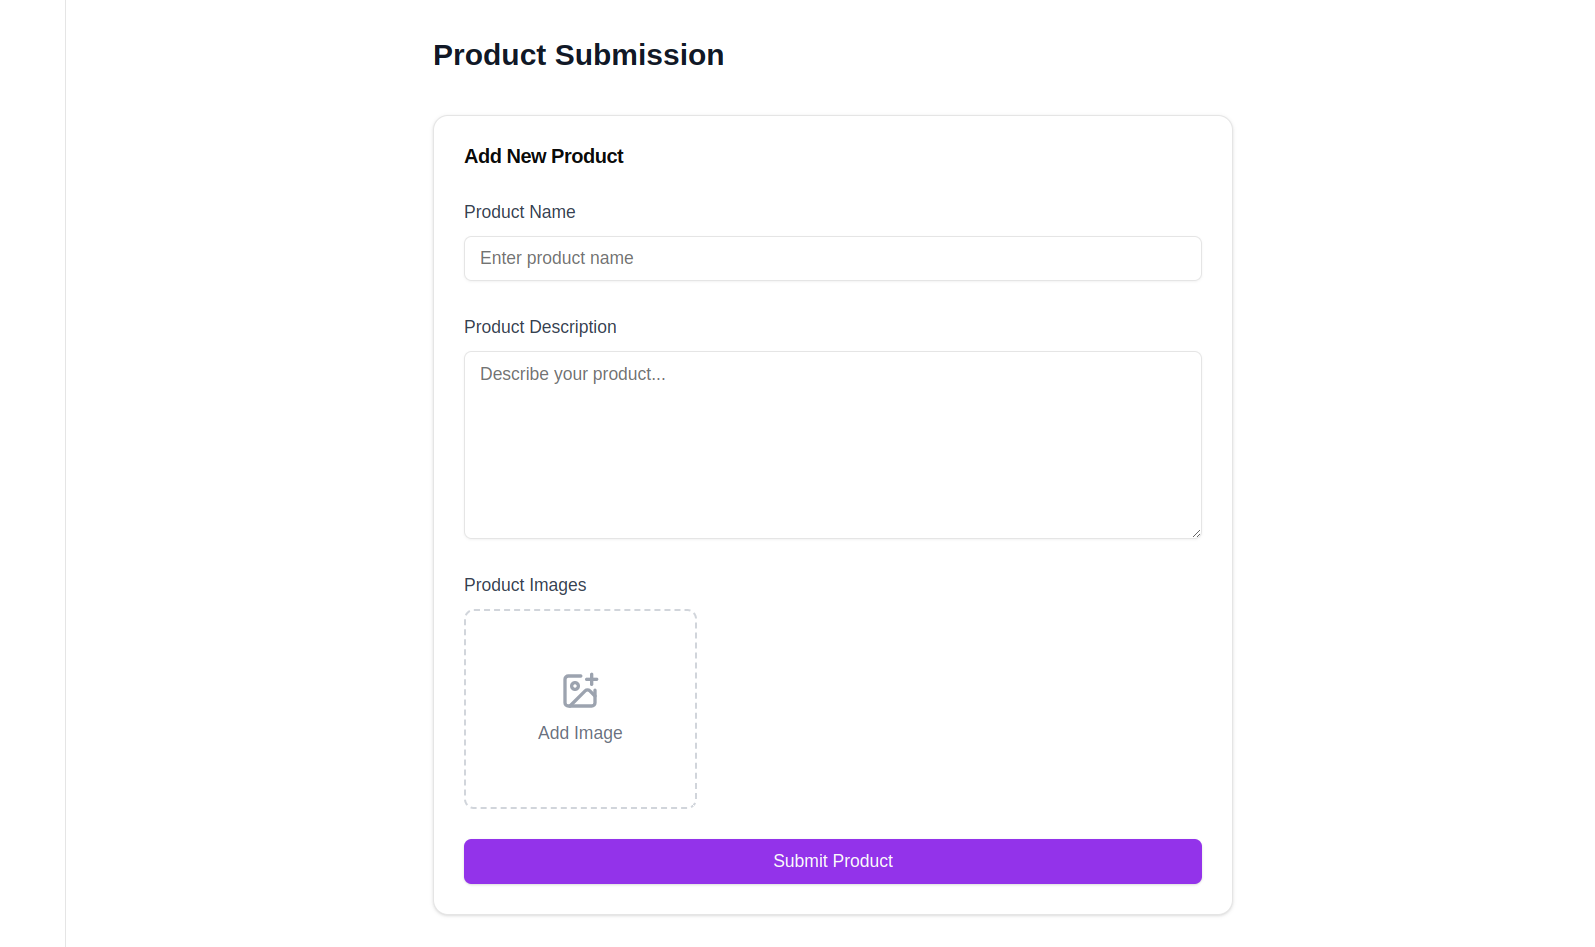 Product Submission
Add New Product
Product Name
Enter product name
Product Description
Describe your product...
Product Images
Add Image
Submit Product